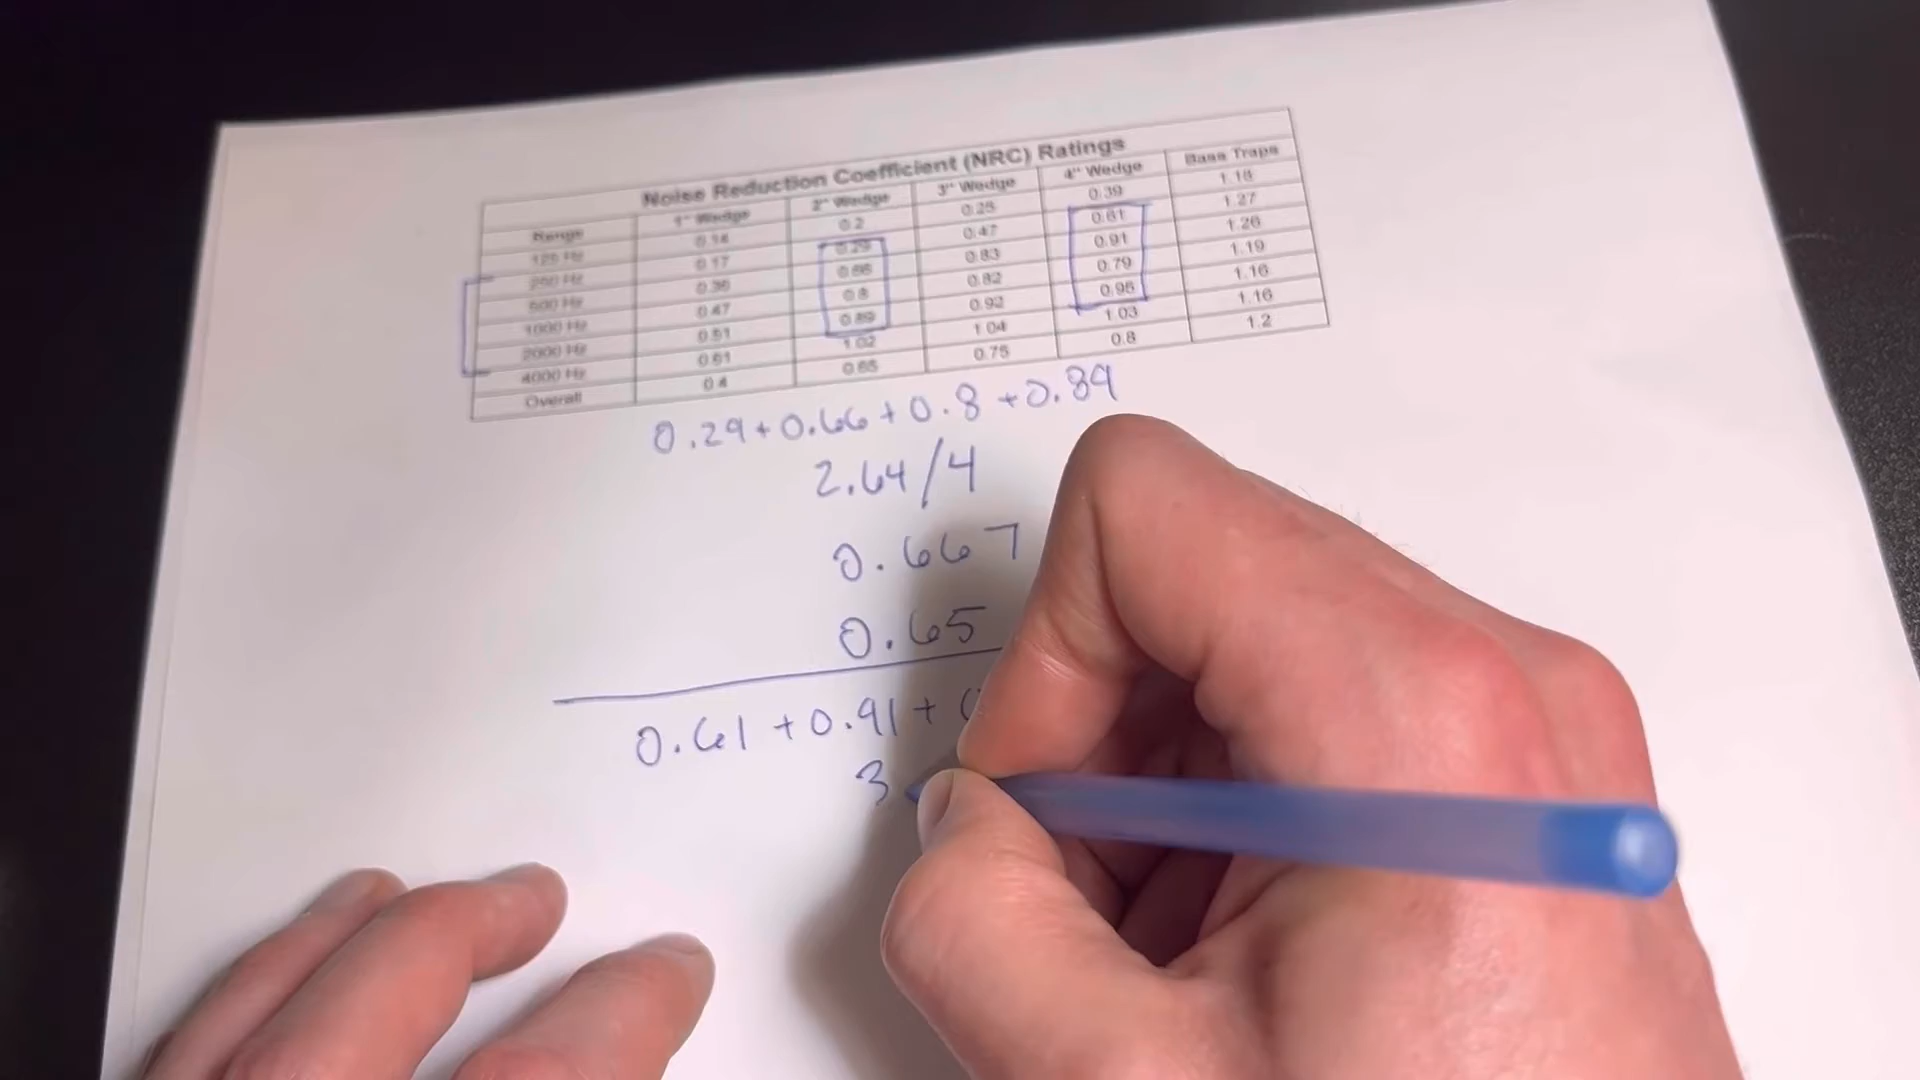 Noise Reduction Coefficient (NRC) Ratings
Range 1" Wedge 2" Wedge 3" Wedge 4" Wedge Bass Traps
125 Hz 0.14 0.2 0.25 0.39 1.18
250 Hz 0.17 0.29 0.47 0.61 1.27
500 Hz 0.36 0.66 0.83 0.91 1.26
1000 Hz 0.47 0.8 0.82 0.79 1.19
2000 Hz 0.51 0.89 0.92 0.95 1.16
4000 Hz 0.61 1.02 1.04 1.03 1.16
Overall 0.4 0.65 0.75 0.8 1.2
0.29+0.66+0.8+0.89
2.64/4
0.667
0.65
0.61+0.91+
3